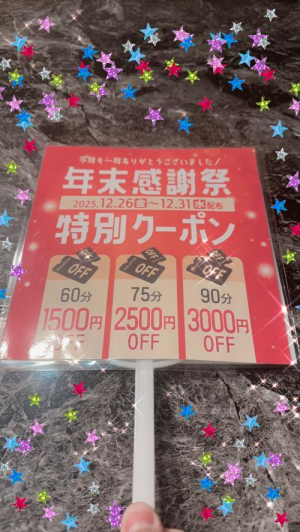 今年も一年ありがとうございました！
年末感謝祭
2025.12.26金～12.31水配布
特別クーポン
OFF OFF OFF
60分 75分 90分
1500円 2500円 3000円
OFF OFF OFF